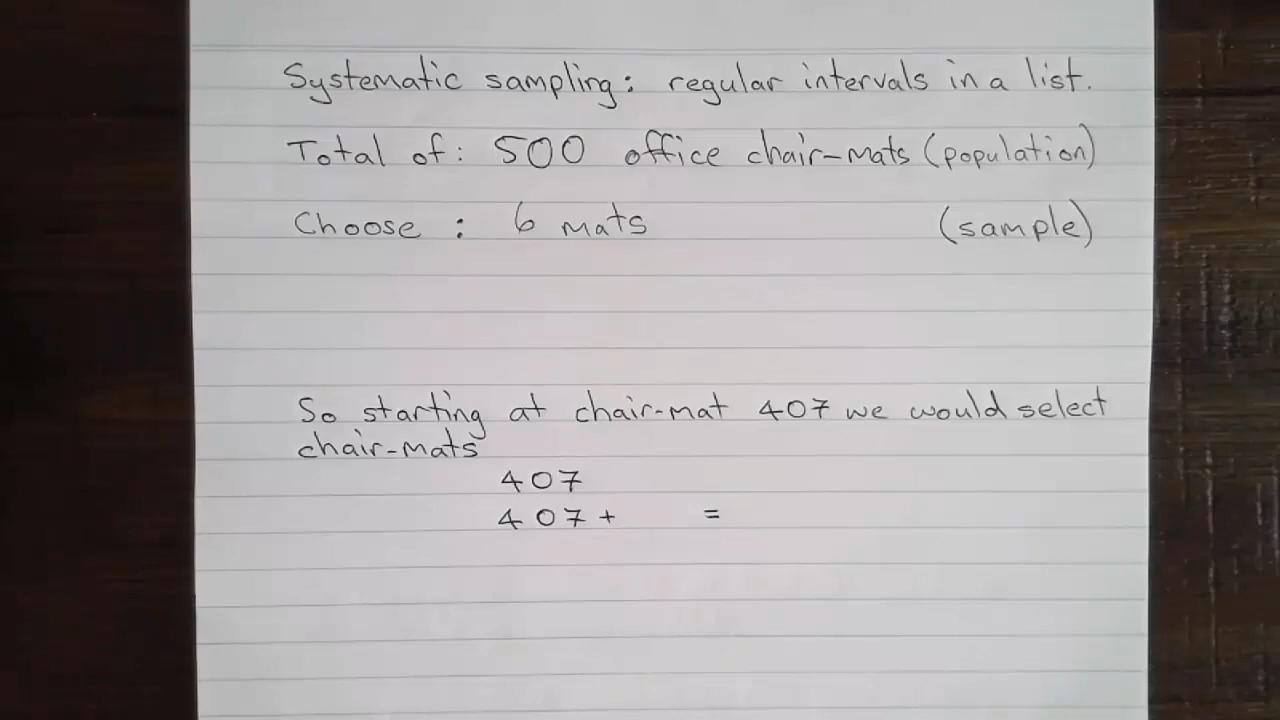 Systematic sampling: regular intervals in a list.
Total of: 500 office chair-mats (population)
Choose : 6 mats (sample)
So starting at chair-mat 407 we would select
chair-mats
407
407 + =